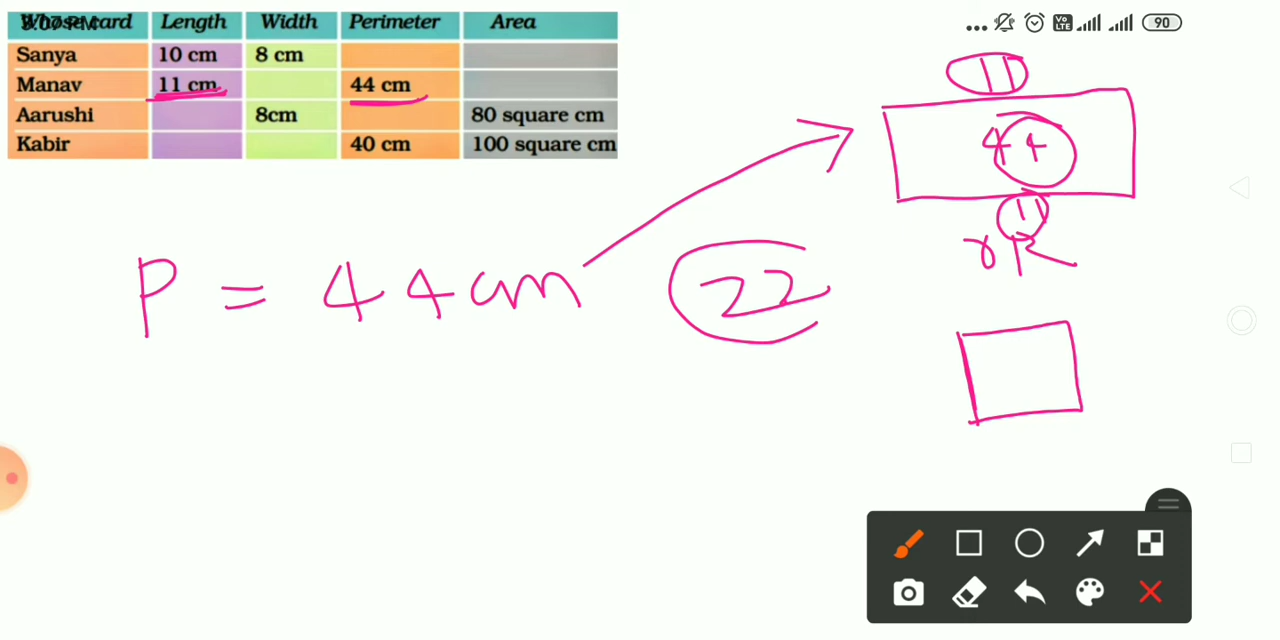 Whose card Length Width Perimeter Area
Sanya 10 cm 8 cm
Manav 11 cm 44 cm
Aarushi 8cm 80 square cm
Kabir 40 cm 100 square cm
90
11
44
11
OR
P = 44 cm 22